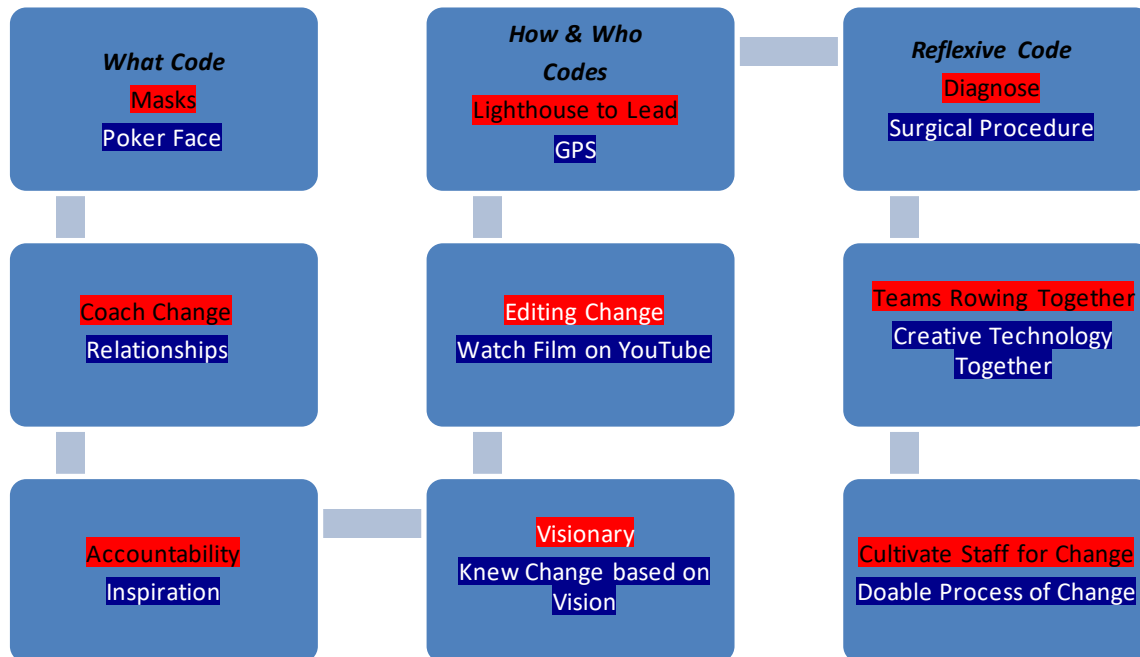 What Code
Masks
Poker Face
Coach Change
Relationships
Accountability
Inspiration
How & Who
Codes
Lighthouse to Lead
GPS
Editing Change
Watch Film on YouTube
Visionary
Knew Change based on
Vision
Reflexive Code
Diagnose
Surgical Procedure
Teams Rowing Together
Creative Technology
Together
Cultivate Staff for Change
Doable Process of Change